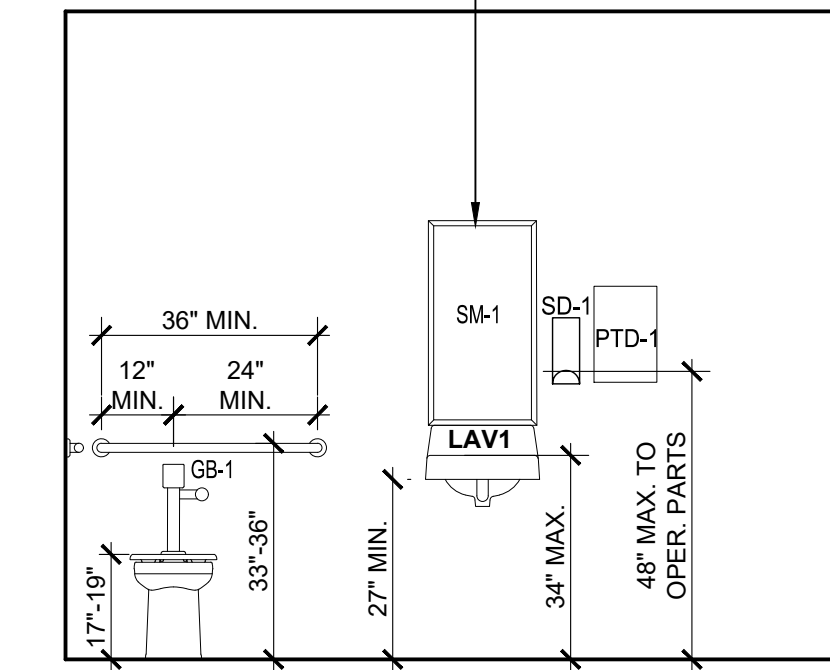 36" MIN.
12"
MIN.
24"
MIN.
GB-1
17"-19"
33"-36"
SM-1
SD-1
PTD-1
LAV1
27" MIN.
34" MAX.
48" MAX. TO
OPER. PARTS